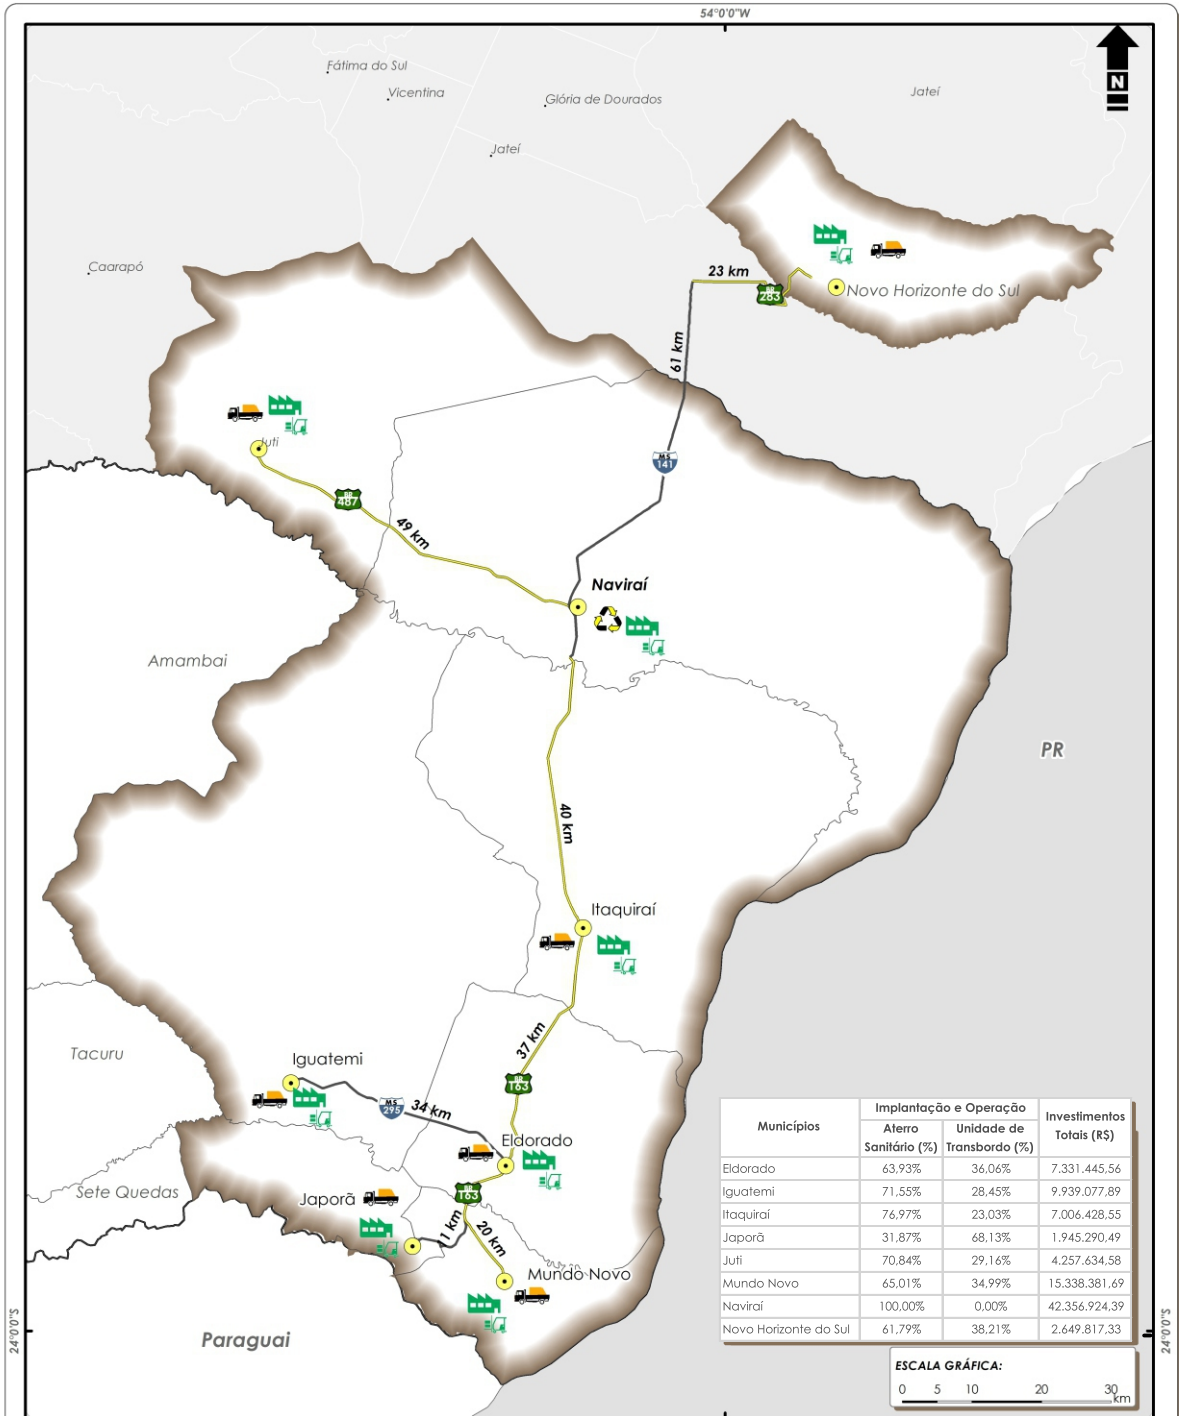 54°0'0"W
Fátima do Sul
Vicentina
Glória de Dourados
Jateí
Jateí
N
Caarapó
23 km
BR
283
Novo Horizonte do Sul
61 km
Juti
MS
141
BR
487
49 km
Naviraí
Amambai
PR
40 km
Itaquiraí
37 km
Tacuru
Iguatemi
BR
163
MS
295
34 km
Eldorado
Sete Quedas
Japorã
BR
163
11 km
20 km
Mundo Novo
Paraguai
24°0'0"S
24°0'0"S
Municípios
Implantação e Operação
Investimentos
Totais (R$)
Aterro
Sanitário (%)
Unidade de
Transbordo (%)
Eldorado 63,93% 36,06% 7.331.445,56
Iguatemi 71,55% 28,45% 9.939.077,89
Itaquiraí 76,97% 23,03% 7.006.428,55
Japorã 31,87% 68,13% 1.945.290,49
Juti 70,84% 29,16% 4.257.634,58
Mundo Novo 65,01% 34,99% 15.338.381,69
Naviraí 100,00% 0,00% 42.356.924,39
Novo Horizonte do Sul 61,79% 38,21% 2.649.817,33
ESCALA GRÁFICA:
0 5 10 20 30
km